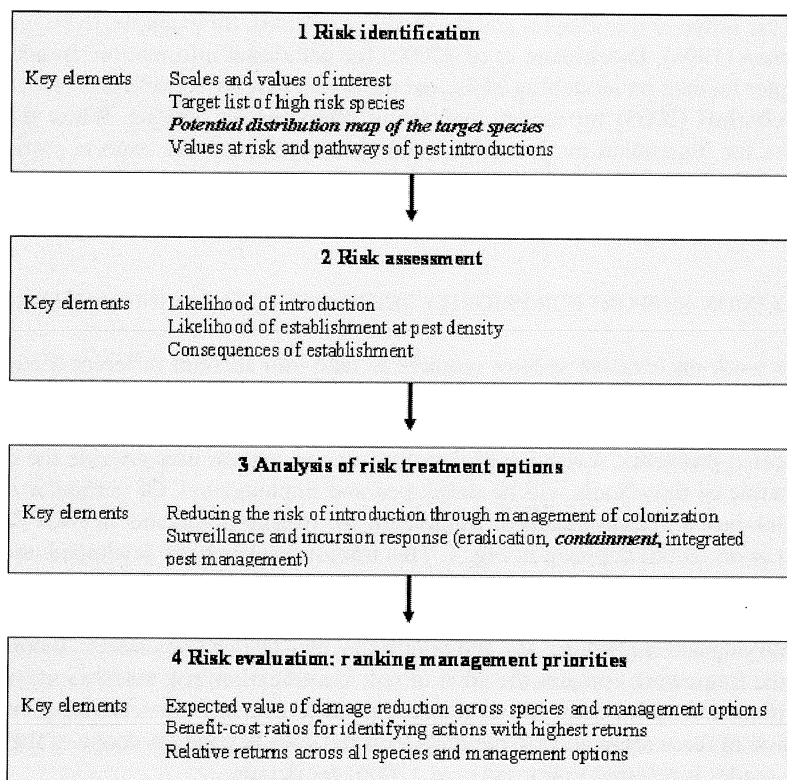 1 Risk identification
Key elements Scales and values of interest
Target list of high risk species
Potential distribution map of the target species
Values at risk and pathways of pest introductions
2 Risk assessment
Key elements Likelihood of introduction
Likelihood of establishment at pest density
Consequences of establishment
3 Analysis of risk treatment options
Key elements Reducing the risk of introduction through management of colonization
Surveillance and incursion response (eradication, containment, integrated
pest management)
4 Risk evaluation: ranking management priorities
Key elements Expected value of damage reduction across species and management options
Benefit-cost ratios for identifying actions with highest returns
Relative returns across all species and management options